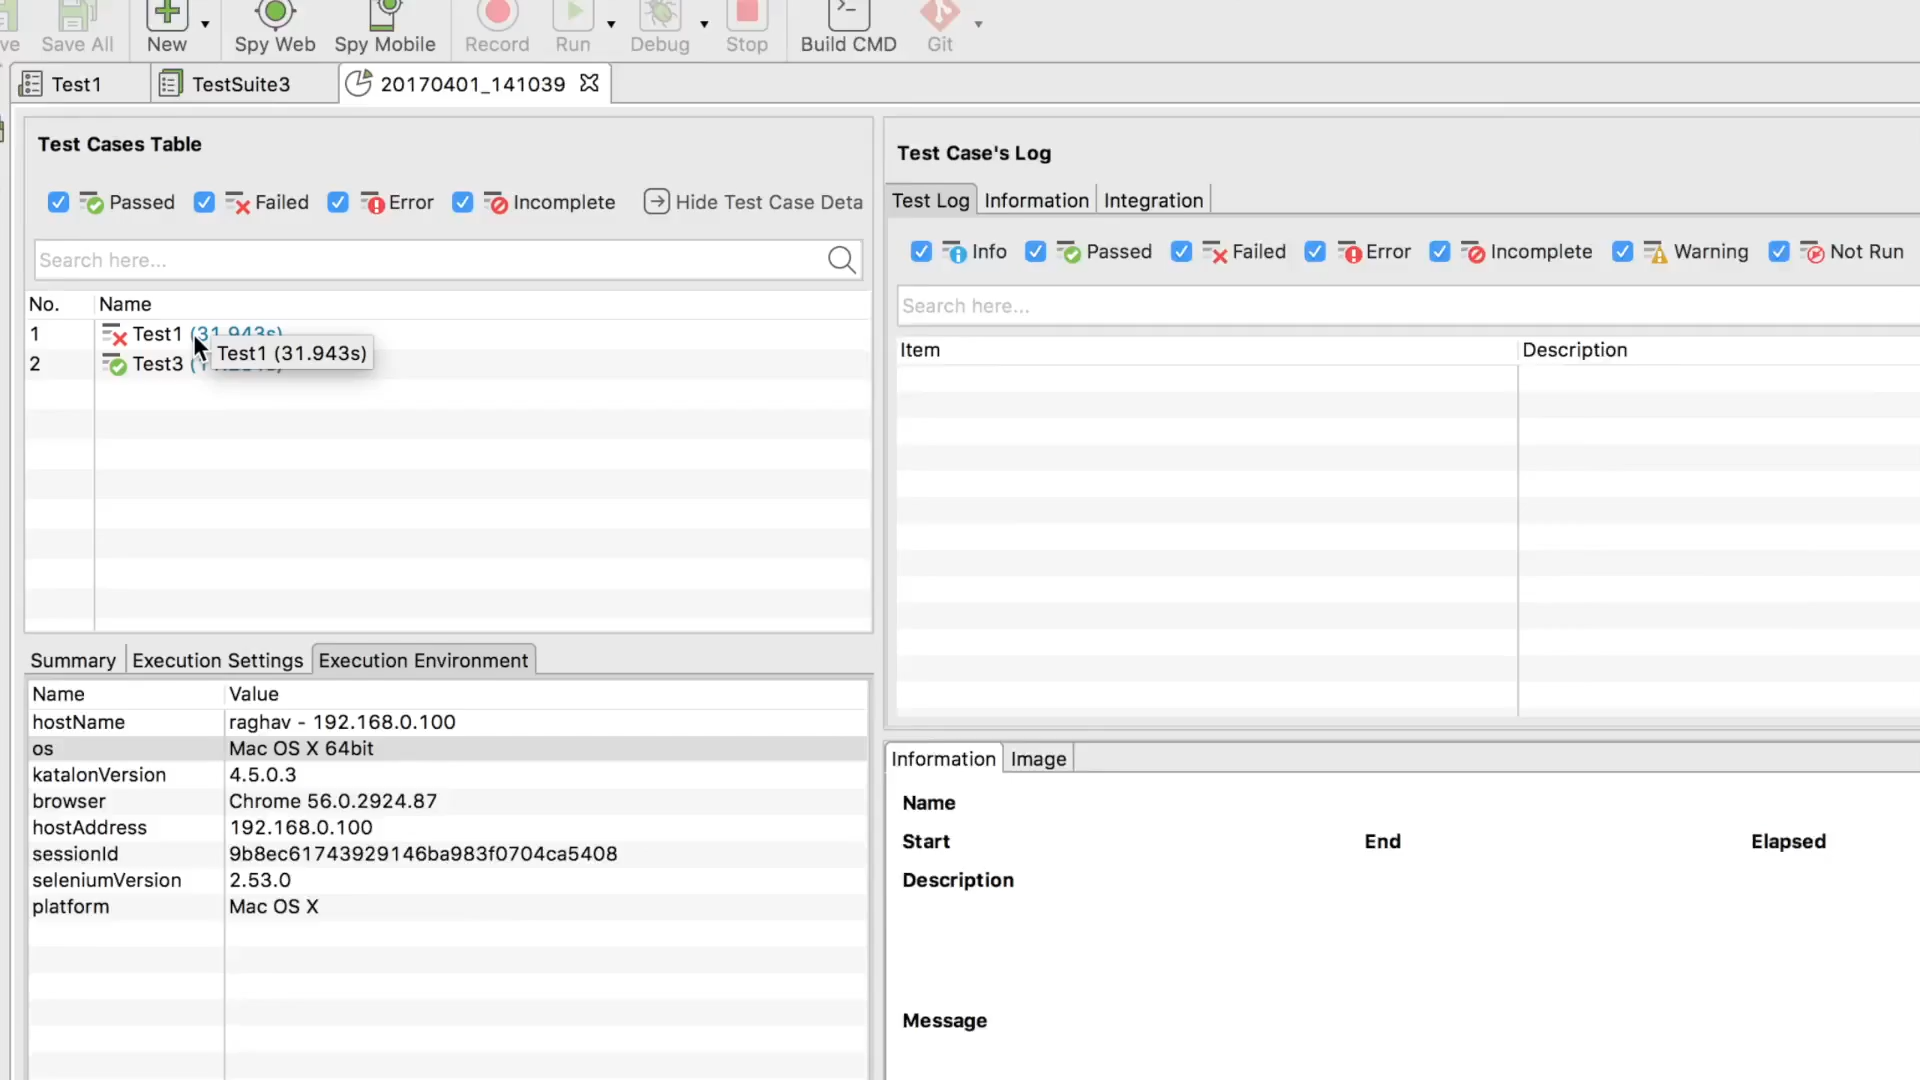 Save All
New
Spy Web
Spy Mobile
Record
Run
Debug
Stop
Build CMD
Git
Test1
TestSuite3
20170401_141039
Test Cases Table
Passed
Failed
Error
Incomplete
Hide Test Case Deta
Search here...
No.
Name
1
Test1 (31.943s)
Test1 (31.943s)
2
Test3
Summary
Execution Settings
Execution Environment
Name
Value
hostName
raghav - 192.168.0.100
os
Mac OS X 64bit
katalonVersion
4.5.0.3
browser
Chrome 56.0.2924.87
hostAddress
192.168.0.100
sessionId
9b8ec61743929146ba983f0704ca5408
seleniumVersion
2.53.0
platform
Mac OS X
Test Case's Log
Test Log
Information
Integration
Info
Passed
Failed
Error
Incomplete
Warning
Not Run
Search here...
Item
Description
Information
Image
Name
Start
End
Elapsed
Description
Message